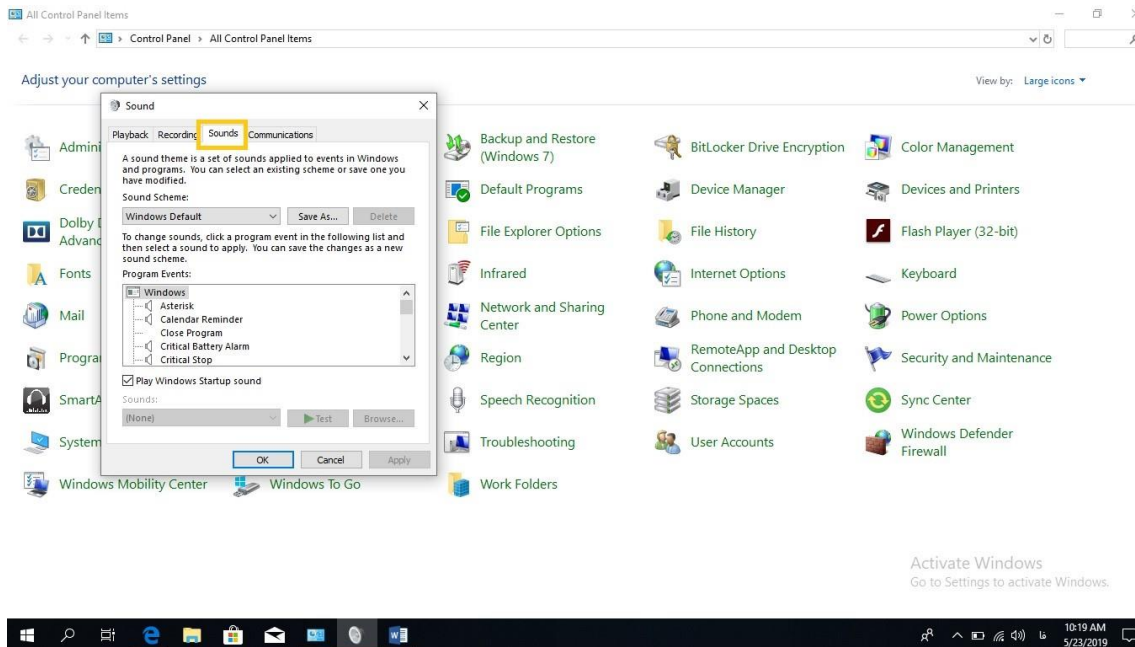 All Control Panel Items
Control Panel > All Control Panel Items
Adjust your computer's settings
View by: Large icons
Sound
Playback Recording Sounds Communications
A sound theme is a set of sounds applied to events in Windows
and programs. You can select an existing scheme or save one you
have modified.
Sound Scheme:
Windows Default Save As... Delete
To change sounds, click a program event in the following list and
then select a sound to apply. You can save the changes as a new
sound scheme.
Program Events:
Windows
Asterisk
Calendar Reminder
Close Program
Critical Battery Alarm
Critical Stop
Play Windows Startup sound
Sounds:
(None) Test Browse...
OK Cancel Apply
Admini
Backup and Restore
(Windows 7)
BitLocker Drive Encryption
Color Management
Creden
Default Programs
Device Manager
Devices and Printers
Dolby
Advanc
File Explorer Options
File History
Flash Player (32-bit)
Fonts
Infrared
Internet Options
Keyboard
Mail
Network and Sharing
Center
Phone and Modem
Power Options
Progra
Region
RemoteApp and Desktop
Connections
Security and Maintenance
SmartA
Speech Recognition
Storage Spaces
Sync Center
System
Troubleshooting
User Accounts
Windows Defender
Firewall
Windows Mobility Center
Windows To Go
Work Folders
Activate Windows
Go to Settings to activate Windows.
فا
10:19 AM
5/23/2019